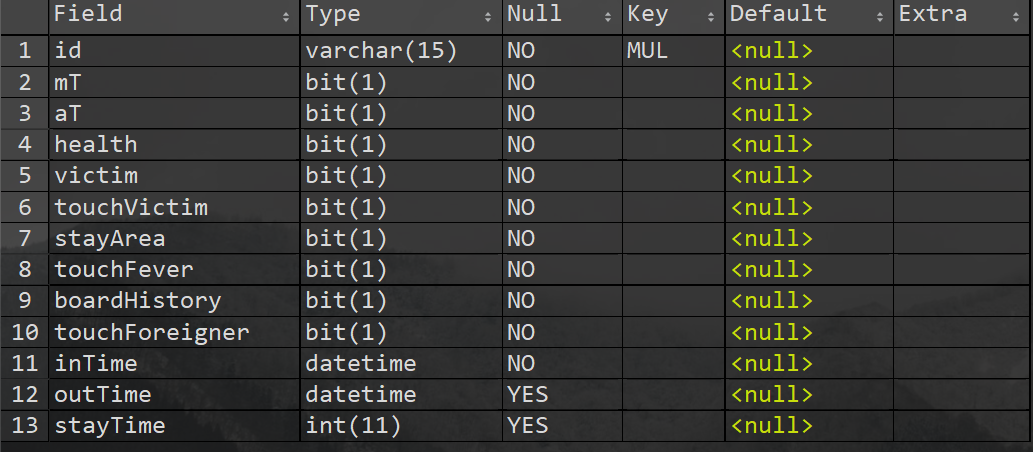 Field Type Null Key Default Extra
1 id varchar(15) NO MUL <null>
2 mT bit(1) NO <null>
3 aT bit(1) NO <null>
4 health bit(1) NO <null>
5 victim bit(1) NO <null>
6 touchVictim bit(1) NO <null>
7 stayArea bit(1) NO <null>
8 touchFever bit(1) NO <null>
9 boardHistory bit(1) NO <null>
10 touchForeigner bit(1) NO <null>
11 inTime datetime NO <null>
12 outTime datetime YES <null>
13 stayTime int(11) YES <null>